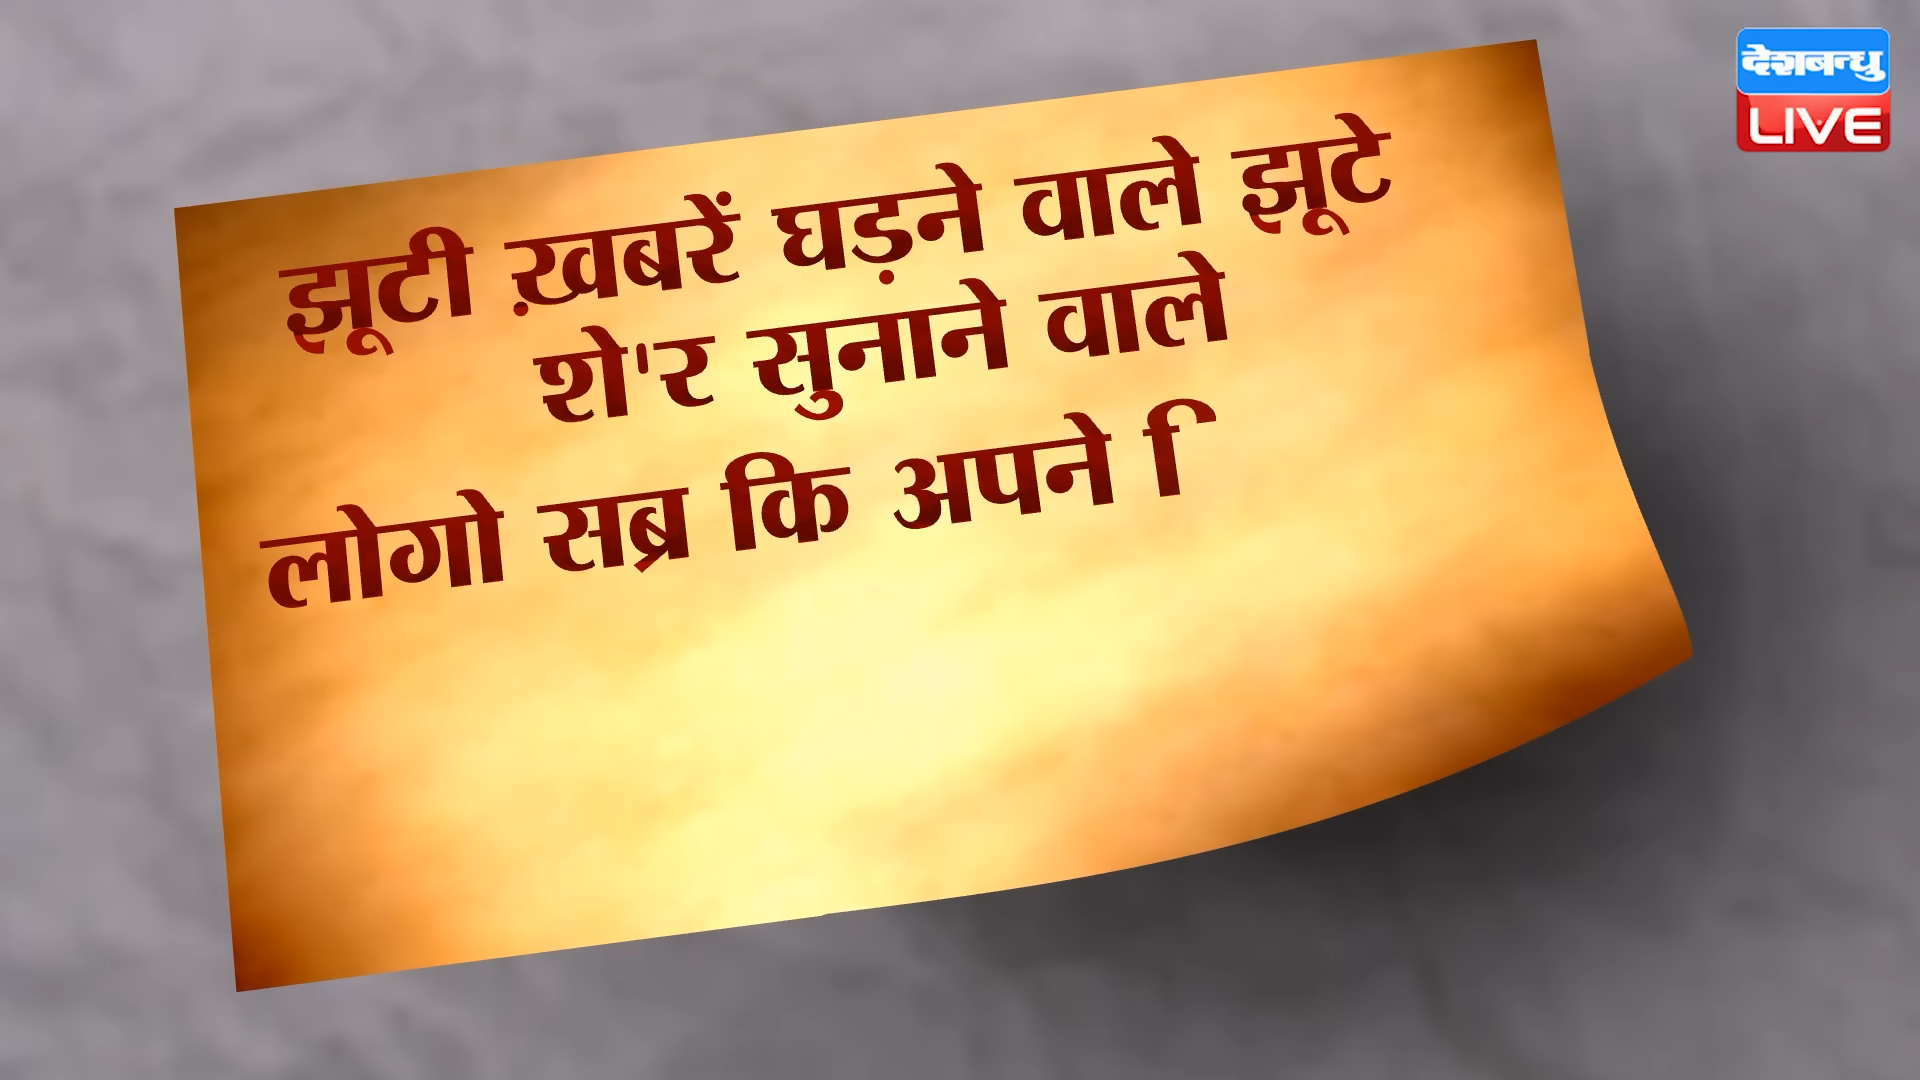 देशबन्धु
LIVE
झूटी ख़बरें घड़ने वाले झूटे
शे'र सुनाने वाले
लोगो सब्र कि अपने ि